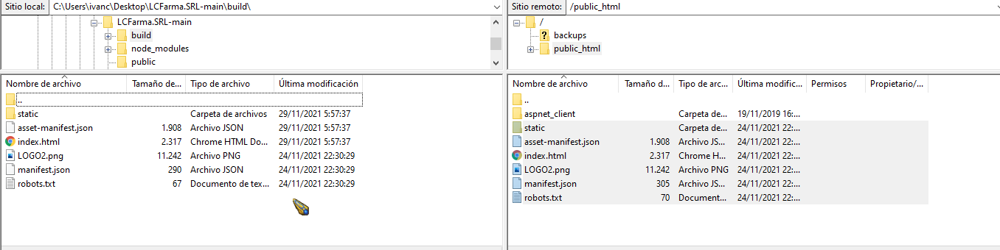 Sitio local: C:\Users\ivanc\Desktop\LCFarma.SRL-main\build\
LCFarma.SRL-main
build
node_modules
public
Nombre de archivo Tamaño de... Tipo de archivo Última modificación
..
static Carpeta de archivos 29/11/2021 5:57:37
asset-manifest.json 1.908 Archivo JSON 29/11/2021 5:57:37
index.html 2.317 Chrome HTML Do... 29/11/2021 5:57:37
LOGO2.png 11.242 Archivo PNG 24/11/2021 22:30:29
manifest.json 290 Archivo JSON 24/11/2021 22:30:29
robots.txt 67 Documento de tex... 24/11/2021 22:30:29
Sitio remoto: /public_html
/
? backups
public_html
Nombre de archivo Tamaño d... Tipo de arc... Última modific... Permisos Propietario/...
..
aspnet_client Carpeta de... 19/11/2019 16:...
static Carpeta de... 24/11/2021 22:...
asset-manifest.json 1.908 Archivo JS... 24/11/2021 22:...
index.html 2.317 Chrome H... 24/11/2021 22:...
LOGO2.png 11.242 Archivo PNG 24/11/2021 22:...
manifest.json 305 Archivo JS... 24/11/2021 22:...
robots.txt 70 Document... 24/11/2021 22:...